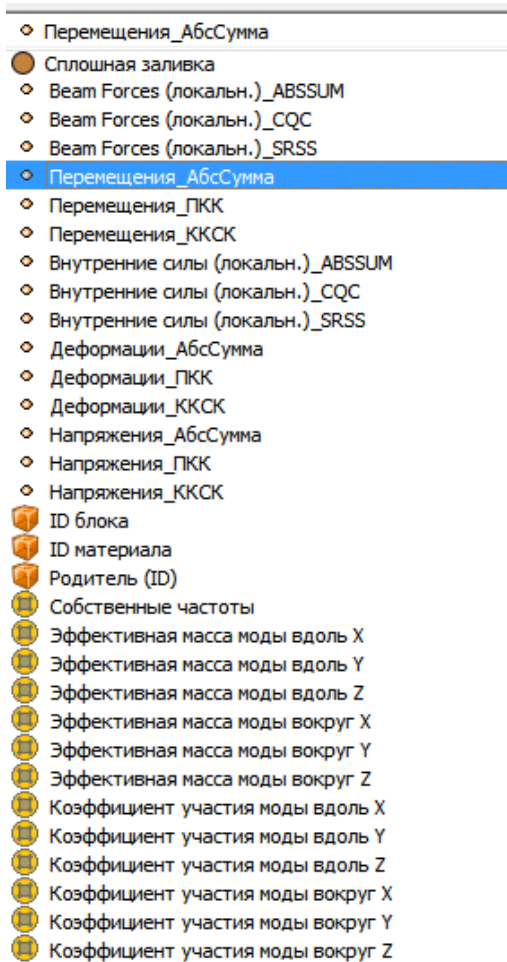 Перемещения_АбсСумма
Сплошная заливка
Beam Forces (локальн.)_ABSSUM
Beam Forces (локальн.)_CQC
Beam Forces (локальн.)_SRSS
Перемещения_АбсСумма
Перемещения_ПКК
Перемещения_ККСК
Внутренние силы (локальн.)_ABSSUM
Внутренние силы (локальн.)_CQC
Внутренние силы (локальн.)_SRSS
Деформации_АбсСумма
Деформации_ПКК
Деформации_ККСК
Напряжения_АбсСумма
Напряжения_ПКК
Напряжения_ККСК
ID блока
ID материала
Родитель (ID)
Собственные частоты
Эффективная масса моды вдоль X
Эффективная масса моды вдоль Y
Эффективная масса моды вдоль Z
Эффективная масса моды вокруг X
Эффективная масса моды вокруг Y
Эффективная масса моды вокруг Z
Коэффициент участия моды вдоль X
Коэффициент участия моды вдоль Y
Коэффициент участия моды вдоль Z
Коэффициент участия моды вокруг X
Коэффициент участия моды вокруг Y
Коэффициент участия моды вокруг Z